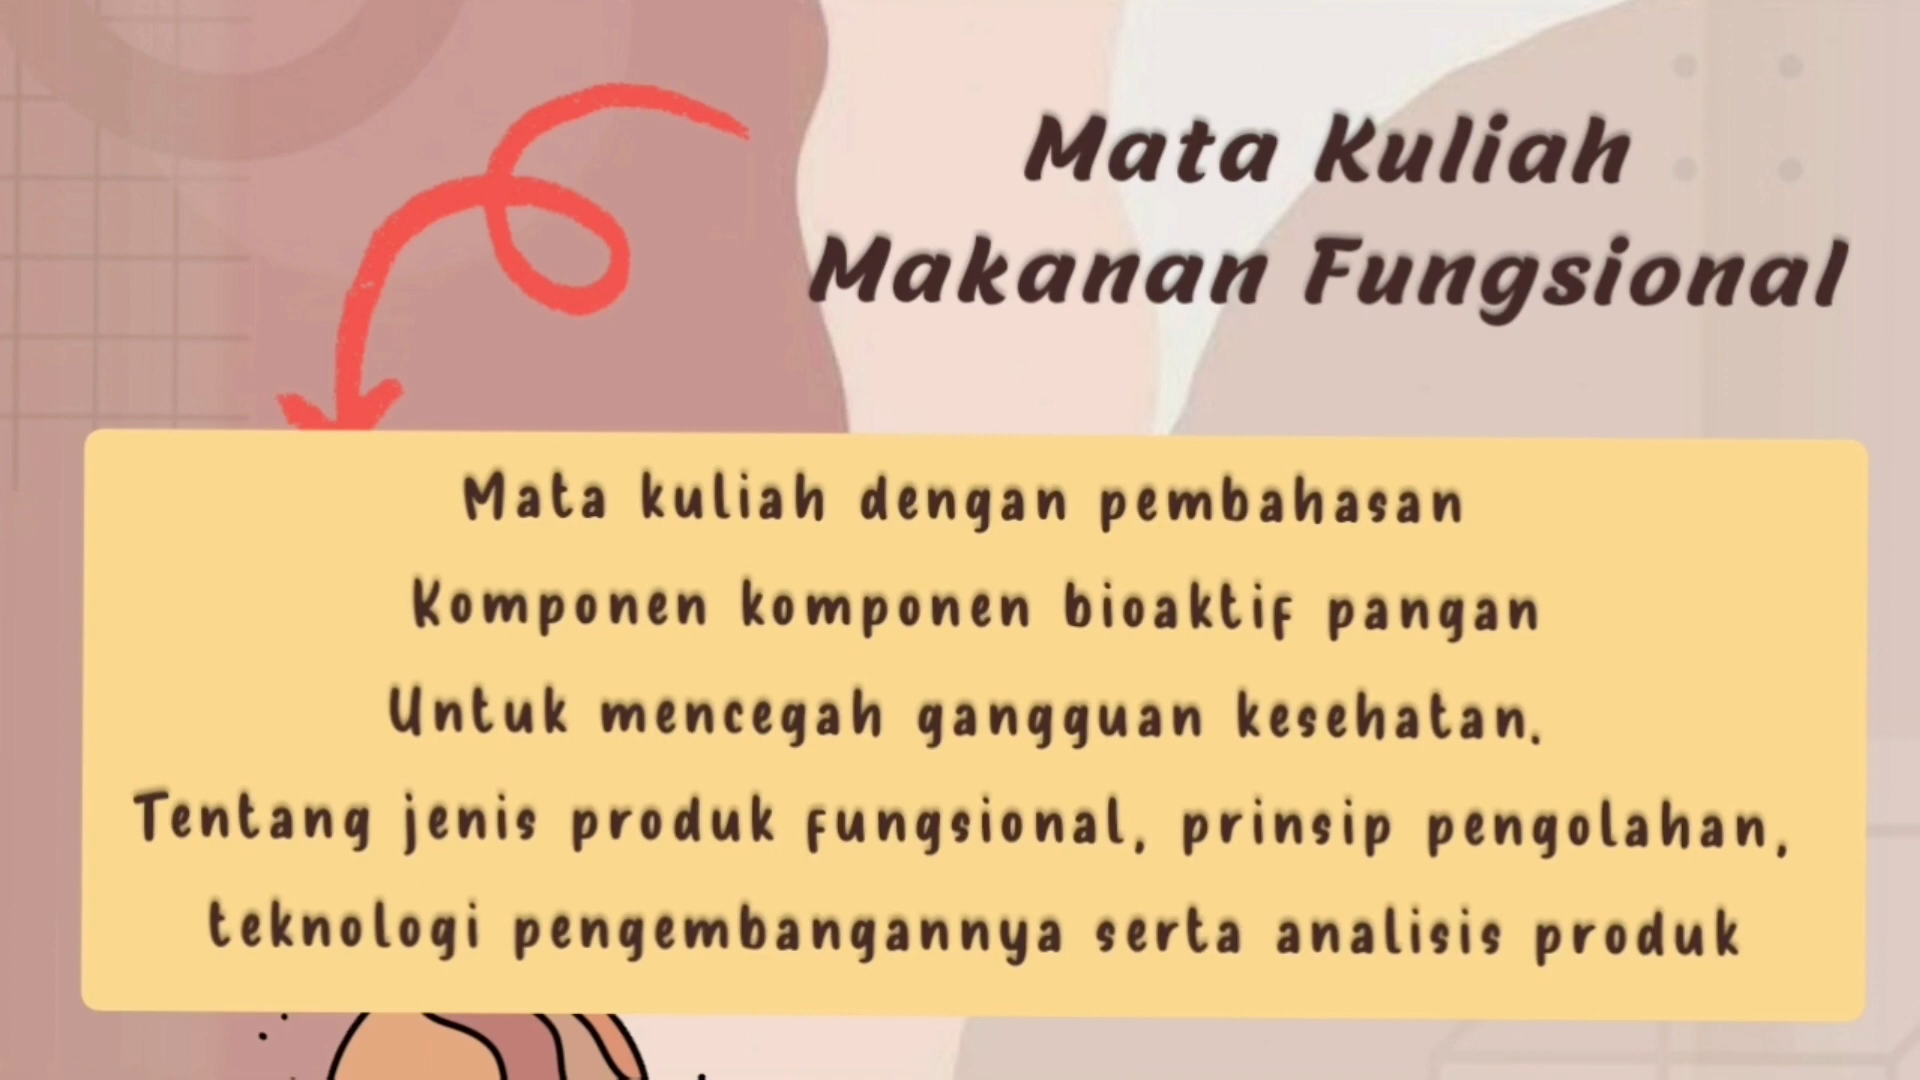 Mata Kuliah
Makanan Fungsional
Mata kuliah dengan pembahasan
Komponen komponen bioaktif pangan
Untuk mencegah gangguan kesehatan.
Tentang jenis produk fungsional, prinsip pengolahan,
teknologi pengembangannya serta analisis produk